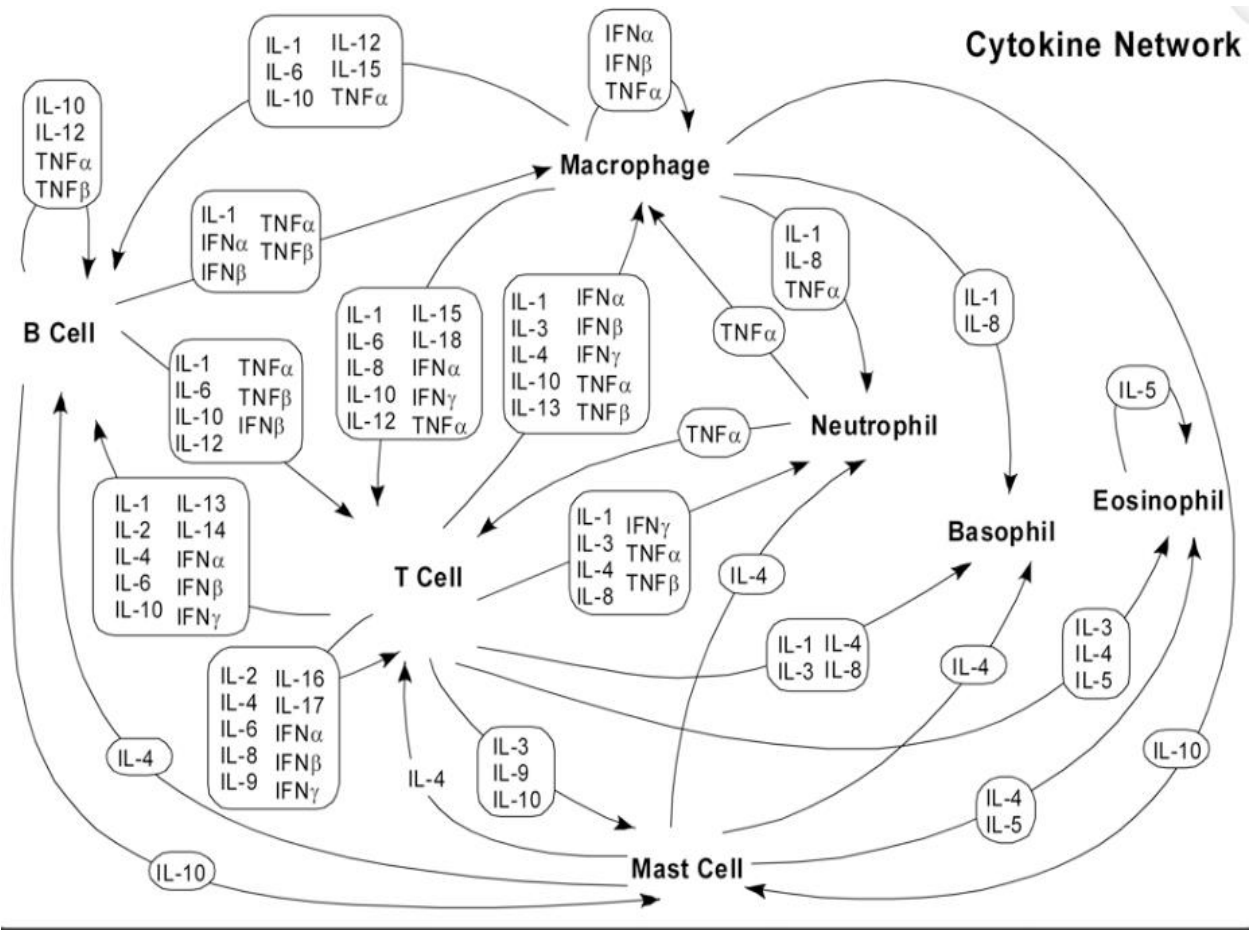 Cytokine Network
IL-1 IL-12
IL-6 IL-15
IL-10 TNFα
IFNα
IFNβ
TNFα
IL-10
IL-12
TNFα
TNFβ
Macrophage
IL-1 TNFα
IFNα TNFβ
IFNβ
IL-1
IL-8
TNFα
IL-1
IL-8
B Cell
IL-1 IL-15
IL-6 IL-18
IL-8 IFNα
IL-10 IFNγ
IL-12 TNFα
IL-1 IFNα
IL-3 IFNβ
IL-4 IFNγ
IL-10 TNFα
IL-13 TNFβ
TNFα
IL-1 TNFα
IL-6 TNFβ
IL-10 IFNβ
IL-12
TNFα
Neutrophil
IL-5
Eosinophil
IL-1 IL-13
IL-2 IL-14
IL-4 IFNα
IL-6 IFNβ
IL-10 IFNγ
T Cell
IL-1 IFNγ
IL-3 TNFα
IL-4 TNFβ
IL-8
Basophil
IL-4
IL-1 IL-4
IL-3 IL-8
IL-4
IL-3
IL-4
IL-5
IL-2 IL-16
IL-4 IL-17
IL-6 IFNα
IL-8 IFNβ
IL-9 IFNγ
IL-4
IL-4
IL-3
IL-9
IL-10
IL-10
IL-4
IL-5
Mast Cell
IL-10